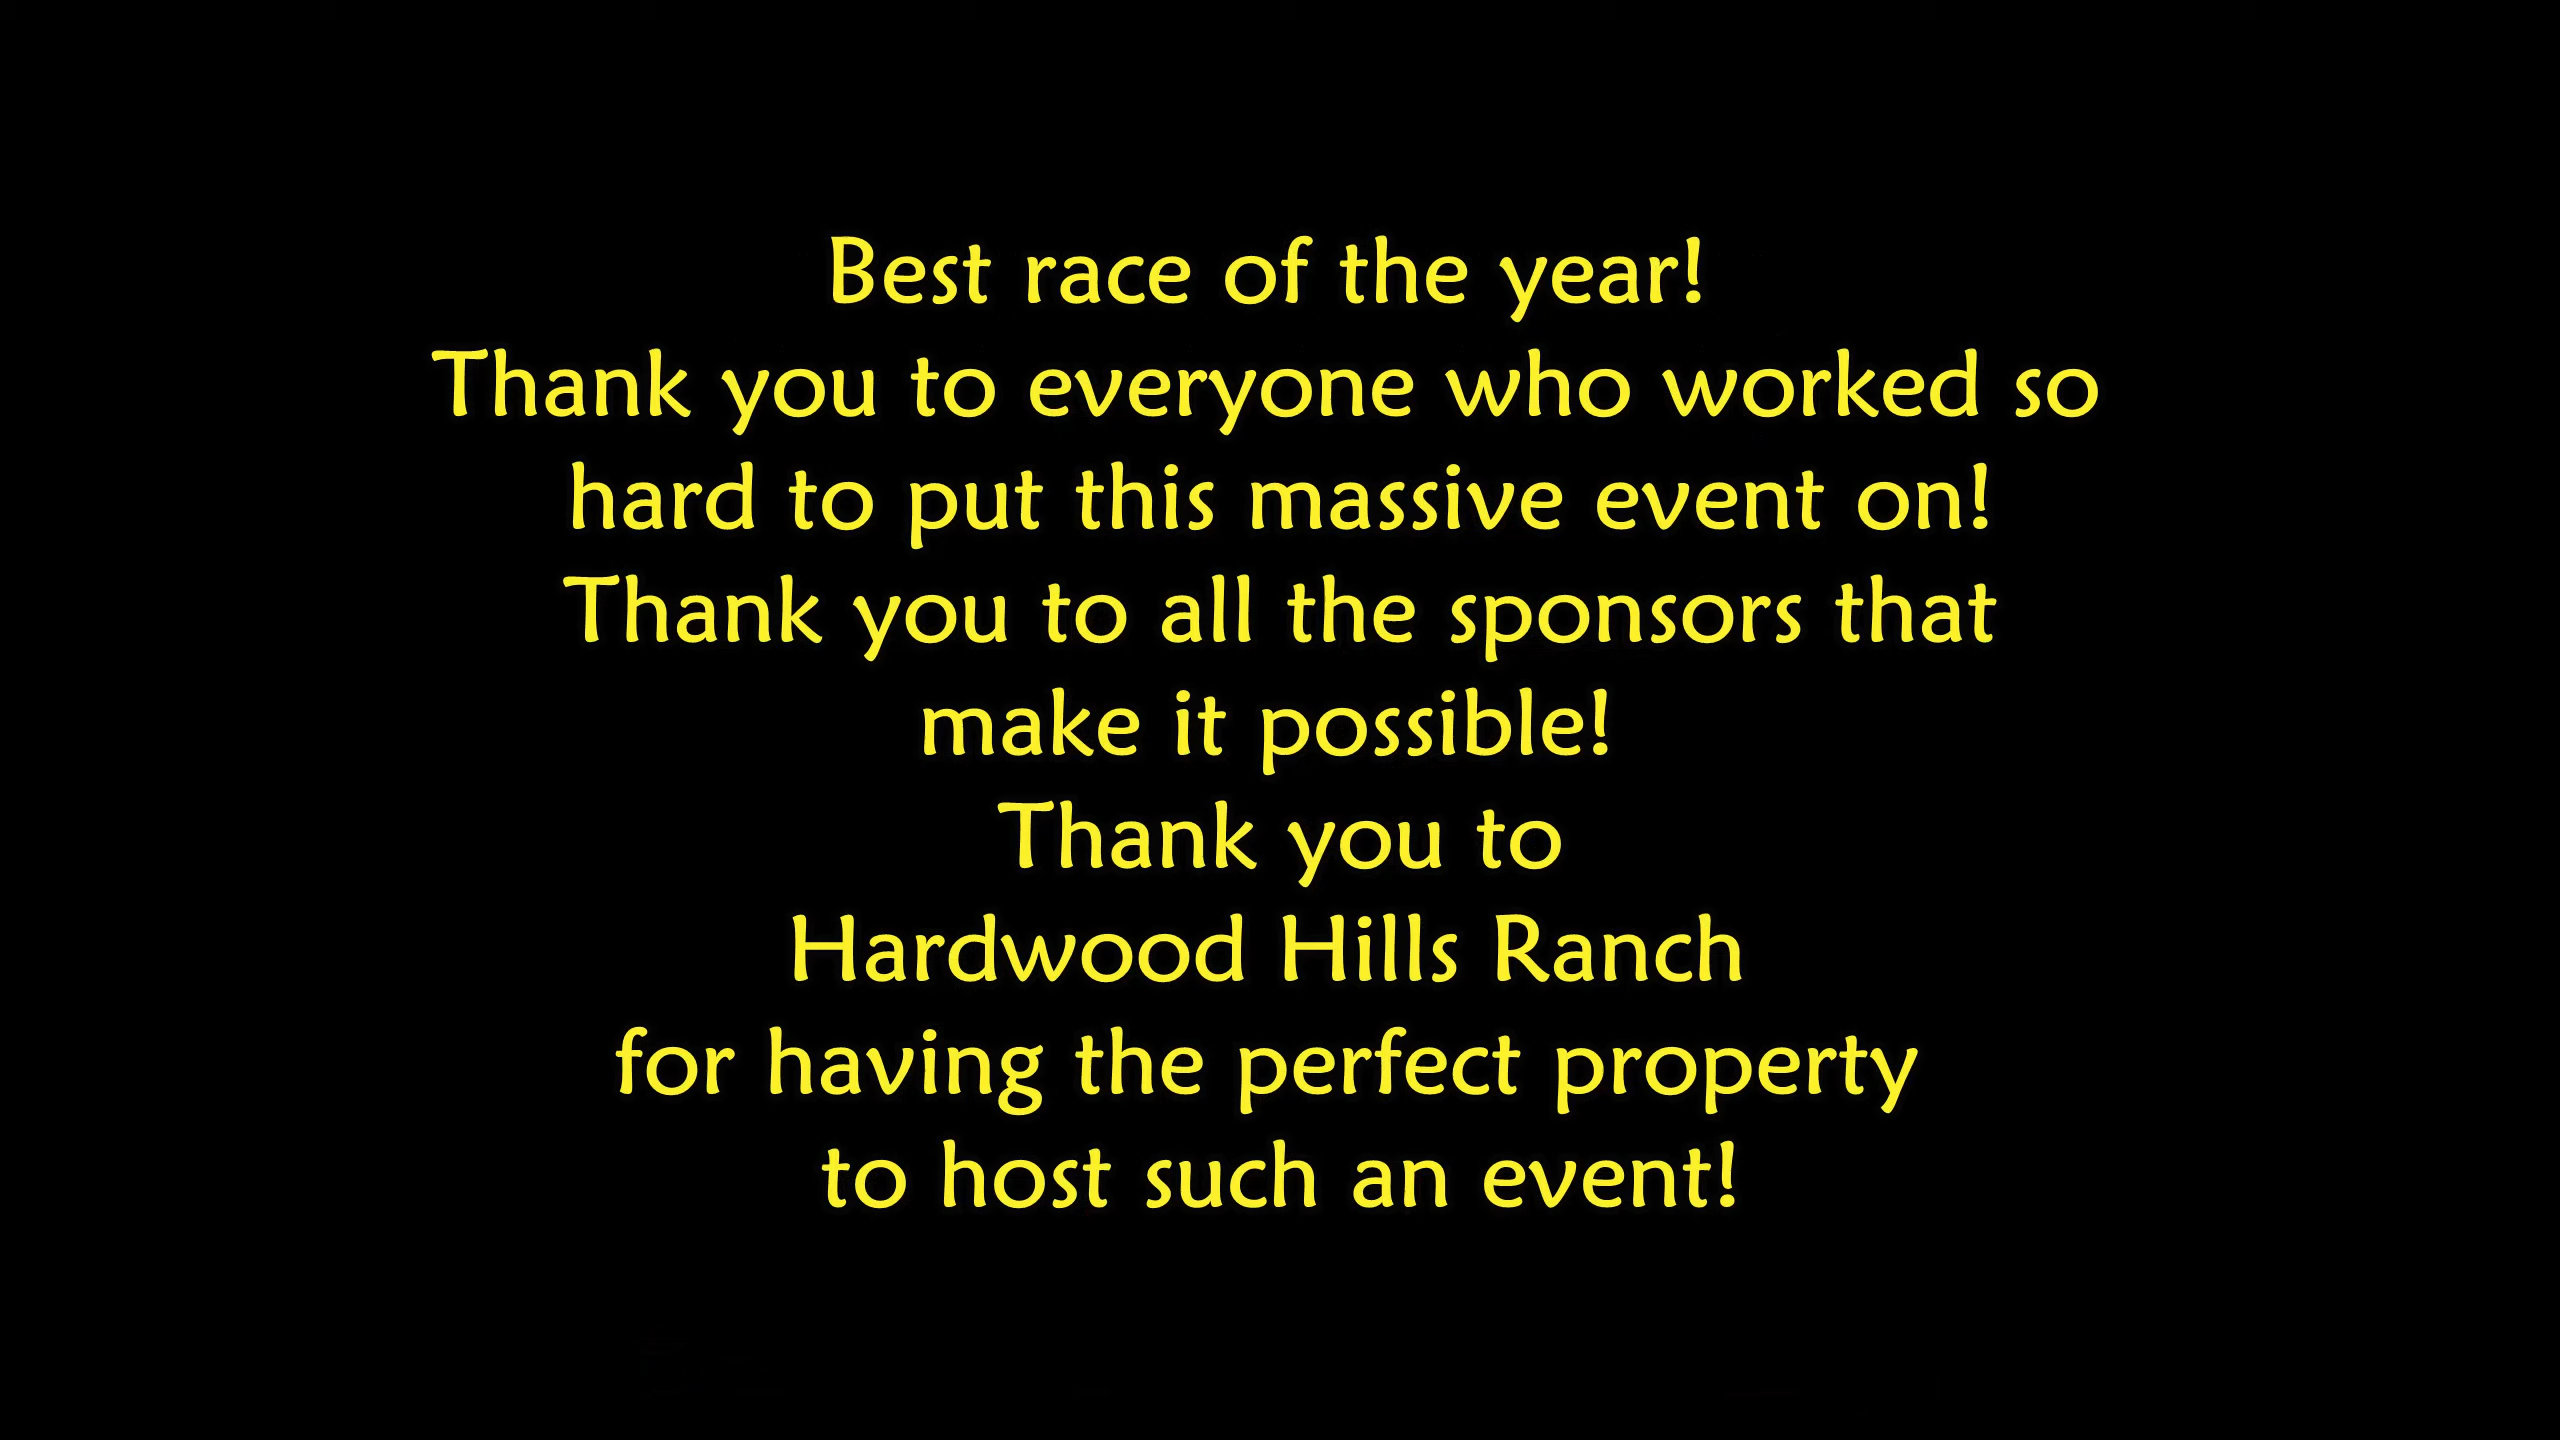 Best race of the year!
Thank you to everyone who worked so
hard to put this massive event on!
Thank you to all the sponsors that
make it possible!
Thank you to
Hardwood Hills Ranch
for having the perfect property
to host such an event!